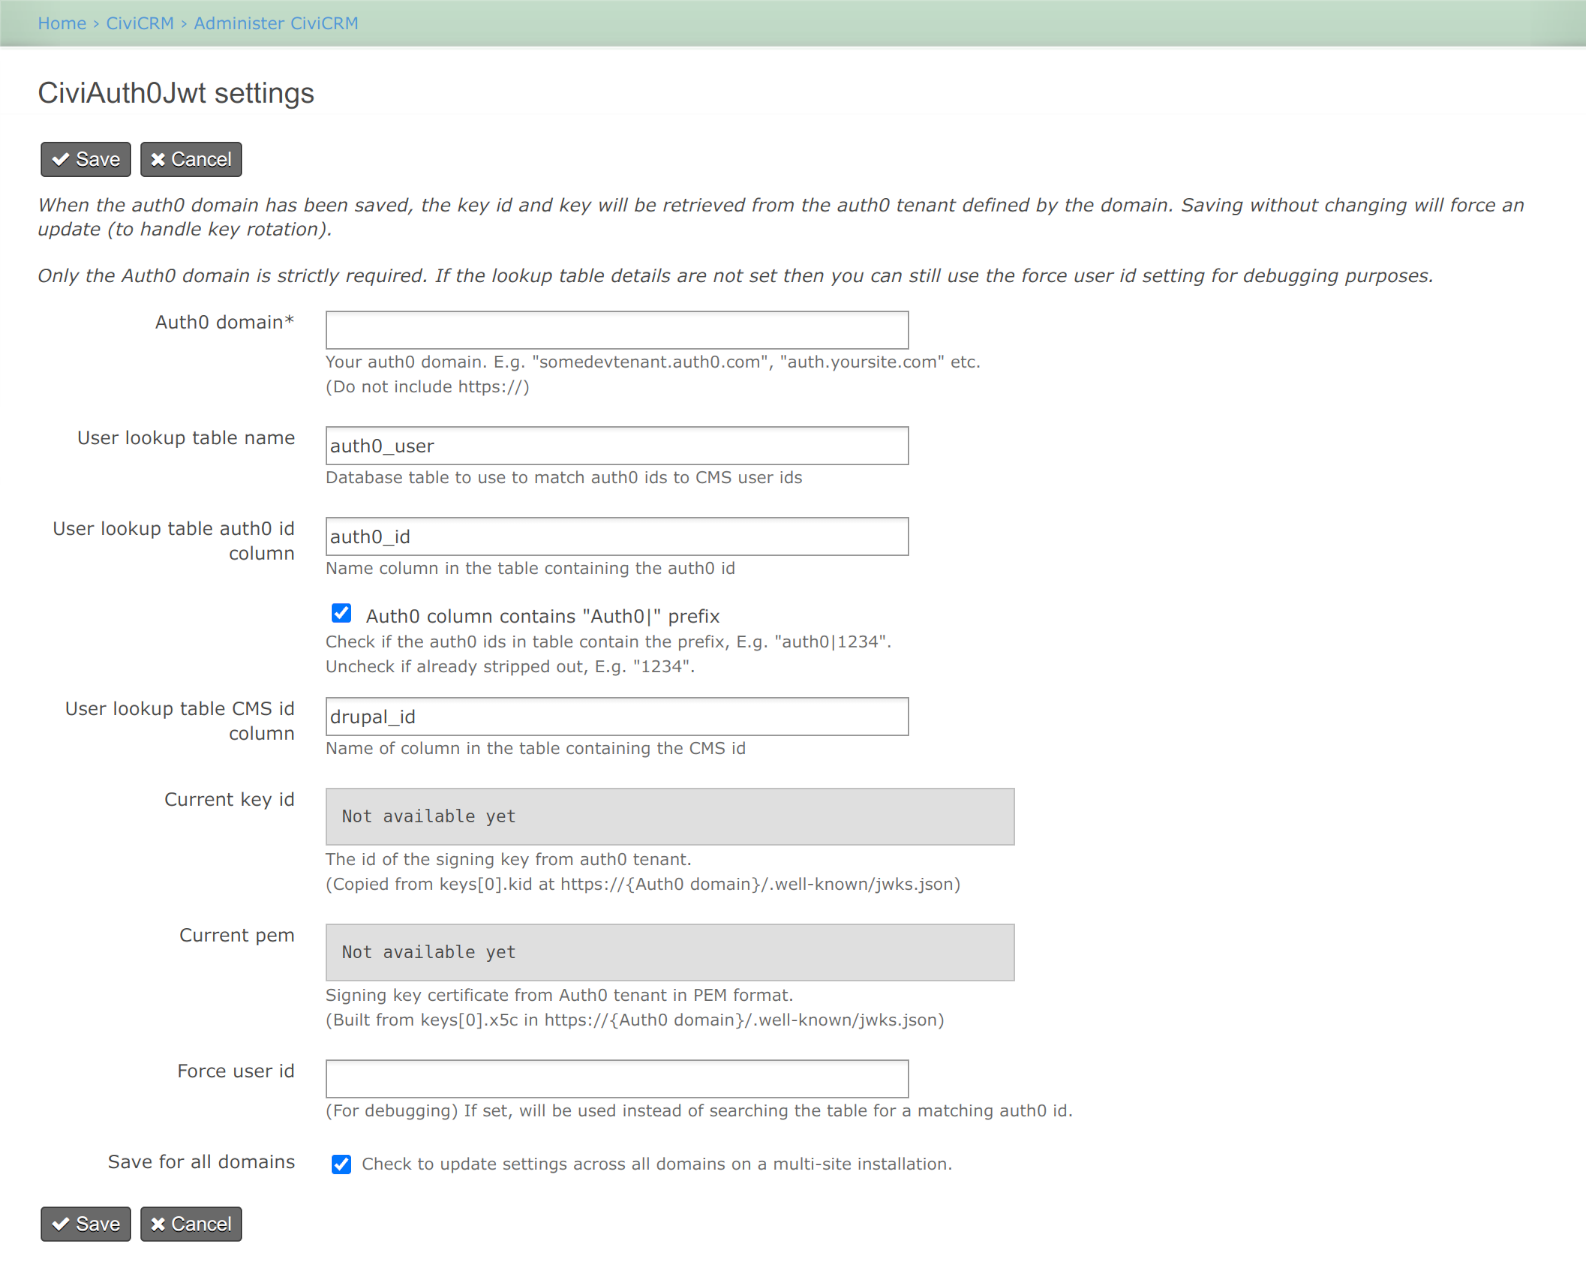 Home › CiviCRM › Administer CiviCRM
CiviAuth0Jwt settings
Save Cancel
When the auth0 domain has been saved, the key id and key will be retrieved from the auth0 tenant defined by the domain. Saving without changing will force an
update (to handle key rotation).
Only the Auth0 domain is strictly required. If the lookup table details are not set then you can still use the force user id setting for debugging purposes.
Auth0 domain*
Your auth0 domain. E.g. "somedevtenant.auth0.com", "auth.yoursite.com" etc.
(Do not include https://)
User lookup table name
auth0_user
Database table to use to match auth0 ids to CMS user ids
User lookup table auth0 id
column
auth0_id
Name column in the table containing the auth0 id
Auth0 column contains "Auth0|" prefix
Check if the auth0 ids in table contain the prefix, E.g. "auth0|1234".
Uncheck if already stripped out, E.g. "1234".
User lookup table CMS id
column
drupal_id
Name of column in the table containing the CMS id
Current key id
Not available yet
The id of the signing key from auth0 tenant.
(Copied from keys[0].kid at https://{Auth0 domain}/.well-known/jwks.json)
Current pem
Not available yet
Signing key certificate from Auth0 tenant in PEM format.
(Built from keys[0].x5c in https://{Auth0 domain}/.well-known/jwks.json)
Force user id
(For debugging) If set, will be used instead of searching the table for a matching auth0 id.
Save for all domains
Check to update settings across all domains on a multi-site installation.
Save Cancel